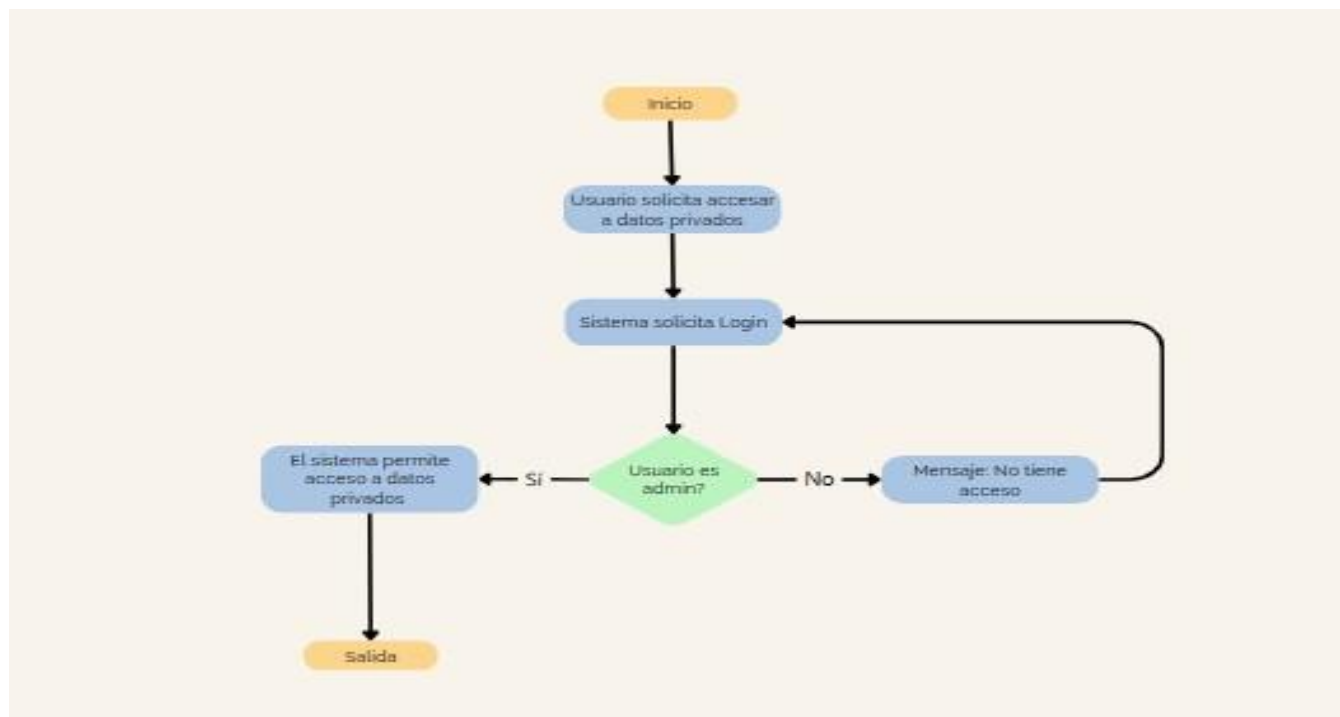 Inicio
Usuario solicita accesar
a datos privados
Sistema solicita Login
El sistema permite
acceso a datos
privados
Sí
Usuario es
admin?
No
Mensaje: No tiene
acceso
Salida